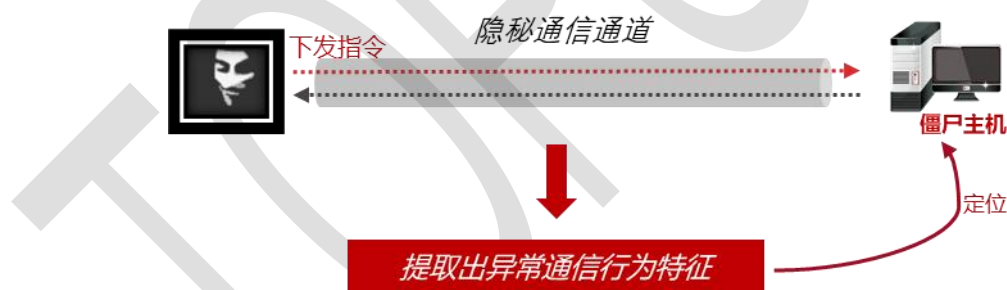 隐秘通信通道
下发指令
僵尸主机
定位
提取出异常通信行为特征